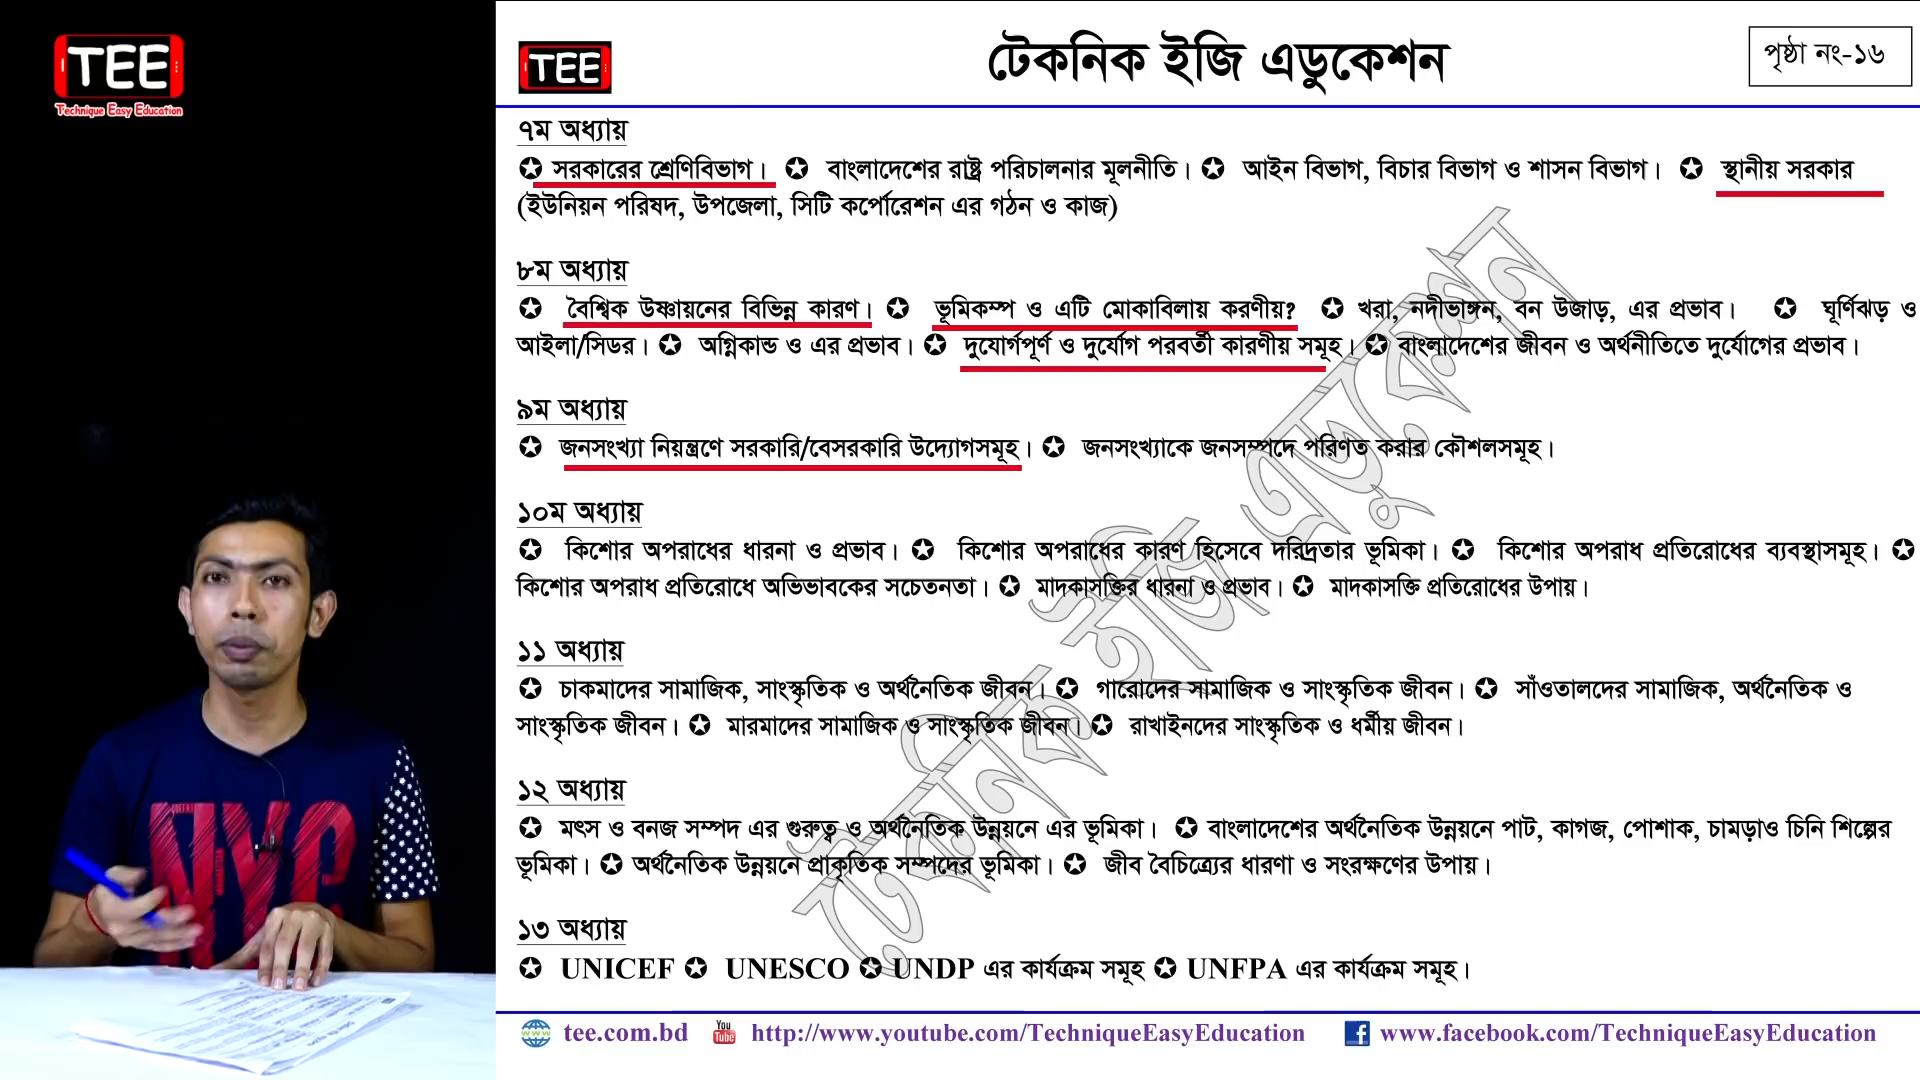 TEE
Technique Easy Education
TEE
টেকনিক ইজি এডুকেশন
পৃষ্ঠা নং-১৬
৭ম অধ্যায়
✪ সরকারের শ্রেণিবিভাগ। ✪ বাংলাদেশের রাষ্ট্র পরিচালনার মূলনীতি। ✪ আইন বিভাগ, বিচার বিভাগ ও শাসন বিভাগ। ✪ স্থানীয় সরকার
(ইউনিয়ন পরিষদ, উপজেলা, সিটি কর্পোরেশন এর গঠন ও কাজ)
৮ম অধ্যায়
✪ বৈশ্বিক উষ্ণায়নের বিভিন্ন কারণ। ✪ ভূমিকম্প ও এটি মোকাবিলায় করণীয়? ✪ খরা, নদীভাঙ্গন, বন উজাড়, এর প্রভাব। ✪ ঘূর্ণিঝড় ও
আইলা/সিডর। ✪ অগ্নিকান্ড ও এর প্রভাব। ✪ দুযোর্গপূর্ণ ও দুর্যোগ পরবর্তী কারণীয় সমূহ। ✪ বাংলাদেশের জীবন ও অর্থনীতিতে দুর্যোগের প্রভাব।
৯ম অধ্যায়
✪ জনসংখ্যা নিয়ন্ত্রণে সরকারি/বেসরকারি উদ্যোগসমূহ। ✪ জনসংখ্যাকে জনসম্পদে পরিণত করার কৌশলসমূহ।
১০ম অধ্যায়
✪ কিশোর অপরাধের ধারনা ও প্রভাব। ✪ কিশোর অপরাধের কারণ হিসেবে দরিদ্রতার ভূমিকা। ✪ কিশোর অপরাধ প্রতিরোধের ব্যবস্থাসমূহ। ✪
কিশোর অপরাধ প্রতিরোধে অভিভাবকের সচেতনতা। ✪ মাদকাসক্তির ধারনা ও প্রভাব। ✪ মাদকাসক্তি প্রতিরোধের উপায়।
১১ অধ্যায়
✪ চাকমাদের সামাজিক, সাংস্কৃতিক ও অর্থনৈতিক জীবন। ✪ গারোদের সামাজিক ও সাংস্কৃতিক জীবন। ✪ সাঁওতালদের সামাজিক, অর্থনৈতিক ও
সাংস্কৃতিক জীবন। ✪ মারমাদের সামাজিক ও সাংস্কৃতিক জীবন। ✪ রাখাইনদের সাংস্কৃতিক ও ধর্মীয় জীবন।
১২ অধ্যায়
✪ মৎস ও বনজ সম্পদ এর গুরুত্ব ও অর্থনৈতিক উন্নয়নে এর ভূমিকা। ✪ বাংলাদেশের অর্থনৈতিক উন্নয়নে পাট, কাগজ, পোশাক, চামড়াও চিনি শিল্পের
ভূমিকা। ✪ অর্থনৈতিক উন্নয়নে প্রাকৃতিক সম্পদের ভূমিকা। ✪ জীব বৈচিত্র্যের ধারণা ও সংরক্ষণের উপায়।
১৩ অধ্যায়
✪ UNICEF ✪ UNESCO ✪ UNDP এর কার্যক্রম সমূহ ✪ UNFPA এর কার্যক্রম সমূহ।
টেকনিক ইজি এডুকেশন
NYC
tee.com.bd You Tube http://www.youtube.com/TechniqueEasyEducation f www.facebook.com/TechniqueEasyEducation